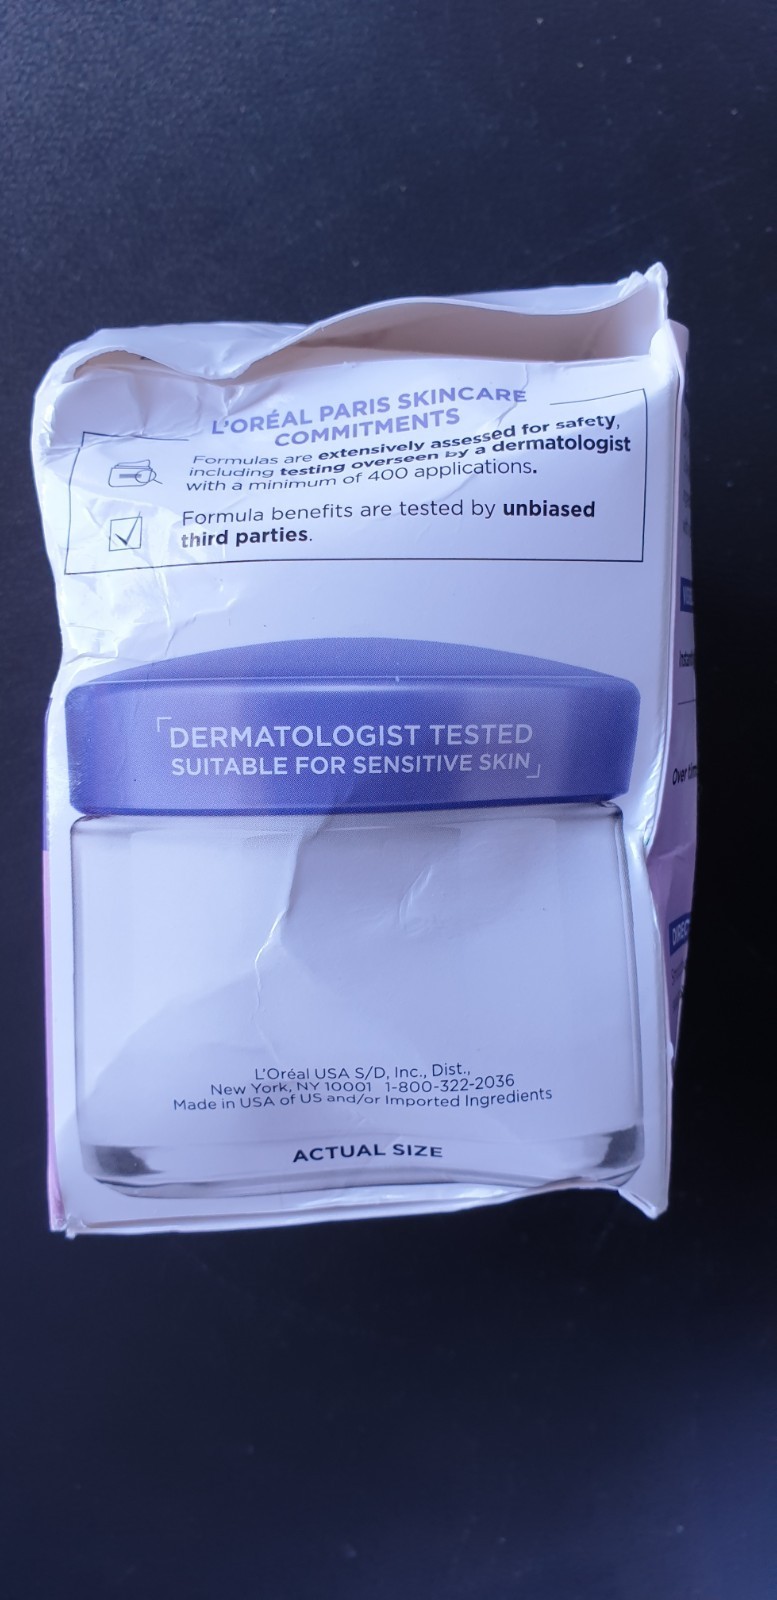 L'ORÉAL PARIS SKINCARE
COMMITMENTS
Formulas are extensively assessed for safety,
including testing overseen by a dermatologist
with a minimum of 400 applications.
Formula benefits are tested by unbiased
third parties.
DERMATOLOGIST TESTED
SUITABLE FOR SENSITIVE SKIN
L'Oréal USA S/D, Inc., Dist.,
New York, NY 10001 1-800-322-2036
Made in USA of US and/or Imported Ingredients
ACTUAL SIZE
Over